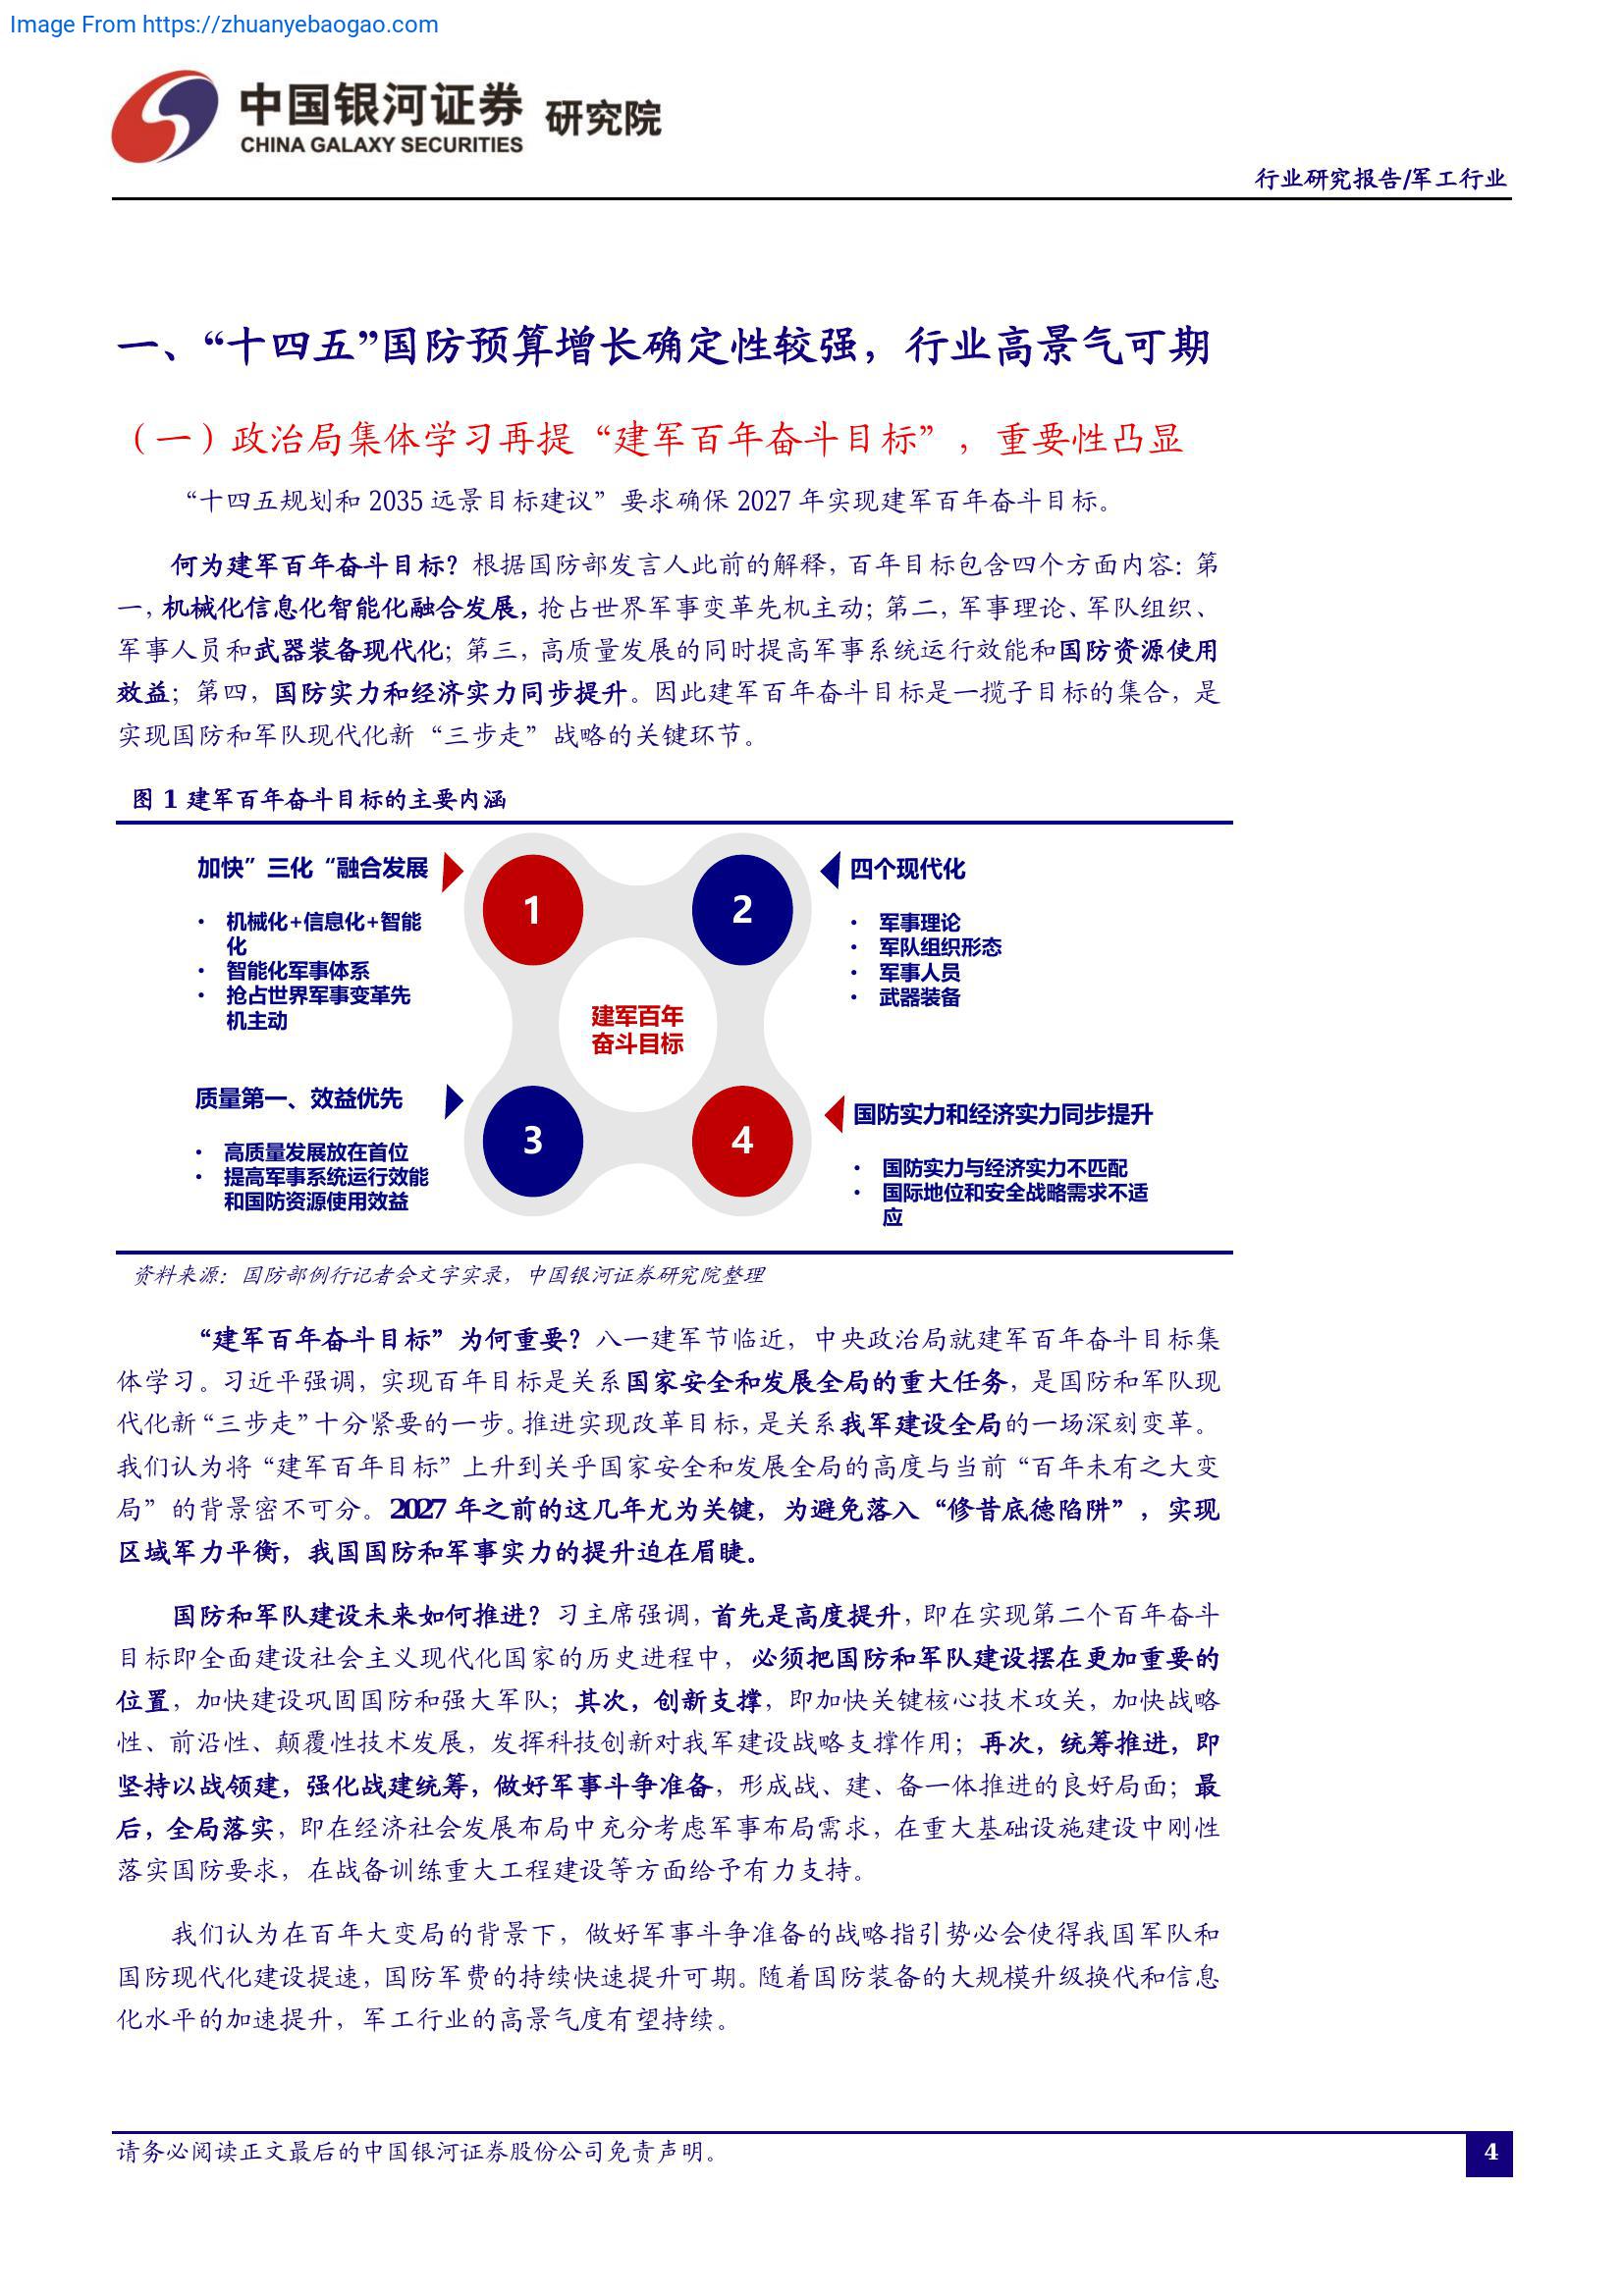 Image From https://zhuanyebaogao.com
中国银河证券 研究院
CHINA GALAXY SECURITIES
行业研究报告/军工行业
一、“十四五”国防预算增长确定性较强，行业高景气可期
（一）政治局集体学习再提“建军百年奋斗目标”，重要性凸显
“十四五规划和 2035 远景目标建议”要求确保 2027 年实现建军百年奋斗目标。
何为建军百年奋斗目标？根据国防部发言人此前的解释，百年目标包含四个方面内容：第
一，机械化信息化智能化融合发展，抢占世界军事变革先机主动；第二，军事理论、军队组织、
军事人员和武器装备现代化；第三，高质量发展的同时提高军事系统运行效能和国防资源使用
效益；第四，国防实力和经济实力同步提升。因此建军百年奋斗目标是一揽子目标的集合，是
实现国防和军队现代化新“三步走”战略的关键环节。
图 1 建军百年奋斗目标的主要内涵
加快”三化“融合发展
• 机械化+信息化+智能
化
• 智能化军事体系
• 抢占世界军事变革先
机主动
1
2
四个现代化
• 军事理论
• 军队组织形态
• 军事人员
• 武器装备
建军百年
奋斗目标
质量第一、效益优先
• 高质量发展放在首位
• 提高军事系统运行效能
和国防资源使用效益
3
4
国防实力和经济实力同步提升
• 国防实力与经济实力不匹配
• 国际地位和安全战略需求不适
应
资料来源：国防部例行记者会文字实录，中国银河证券研究院整理
“建军百年奋斗目标”为何重要？八一建军节临近，中央政治局就建军百年奋斗目标集
体学习。习近平强调，实现百年目标是关系国家安全和发展全局的重大任务，是国防和军队现
代化新“三步走”十分紧要的一步。推进实现改革目标，是关系我军建设全局的一场深刻变革。
我们认为将“建军百年目标”上升到关乎国家安全和发展全局的高度与当前“百年未有之大变
局”的背景密不可分。2027 年之前的这几年尤为关键，为避免落入“修昔底德陷阱”，实现
区域军力平衡，我国国防和军事实力的提升迫在眉睫。
国防和军队建设未来如何推进？习主席强调，首先是高度提升，即在实现第二个百年奋斗
目标即全面建设社会主义现代化国家的历史进程中，必须把国防和军队建设摆在更加重要的
位置，加快建设巩固国防和强大军队；其次，创新支撑，即加快关键核心技术攻关，加快战略
性、前沿性、颠覆性技术发展，发挥科技创新对我军建设战略支撑作用；再次，统筹推进，即
坚持以战领建，强化战建统筹，做好军事斗争准备，形成战、建、备一体推进的良好局面；最
后，全局落实，即在经济社会发展布局中充分考虑军事布局需求，在重大基础设施建设中刚性
落实国防要求，在战备训练重大工程建设等方面给予有力支持。
我们认为在百年大变局的背景下，做好军事斗争准备的战略指引势必会使得我国军队和
国防现代化建设提速，国防军费的持续快速提升可期。随着国防装备的大规模升级换代和信息
化水平的加速提升，军工行业的高景气度有望持续。
请务必阅读正文最后的中国银河证券股份公司免责声明。
4